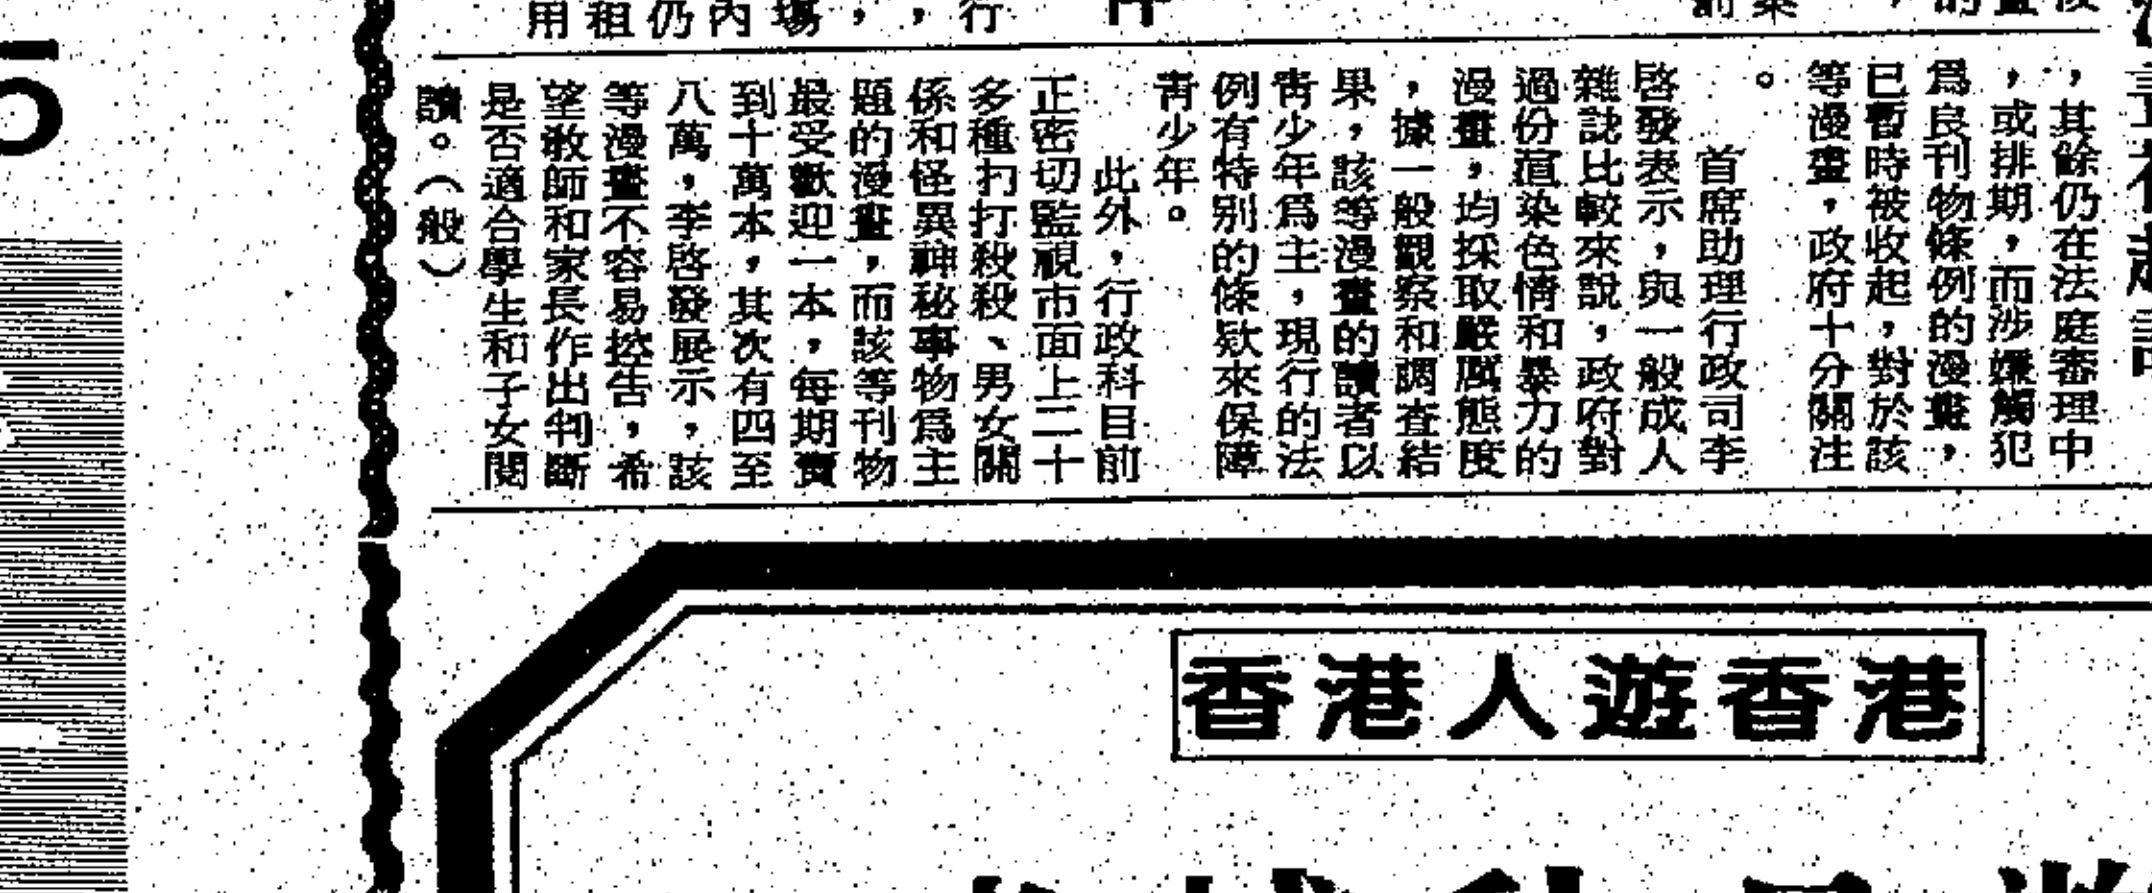 ，其餘仍在法庭審理中
，或排期，而涉嫌觸犯
爲良刊物條例的漫畫，
已暫時被收起，對於該
等漫畫，政府十分關注
。
首席助理行政司李
啓發表示，與一般成人
雜誌比較來說，政府對
過份渲染色情和暴力的
漫畫，均採取嚴厲態度
，據一般觀察和調查結
果，該等漫畫的讀者以
青少年爲主，現行的法
例有特別的條款來保障
青少年。
此外，行政科目前
正密切監視市面上二十
多種打打殺殺、男女關
係和怪異神秘事物爲主
題的漫畫，而該等刊物
最受歡迎一本，每期賣
到十萬本，其次有四至
八萬，李啓發展示，該
等漫畫不容易控告，希
望教師和家長作出判斷
是否適合學生和子女閱
讀。（般）
用租仍內場，，行
香港人遊香港